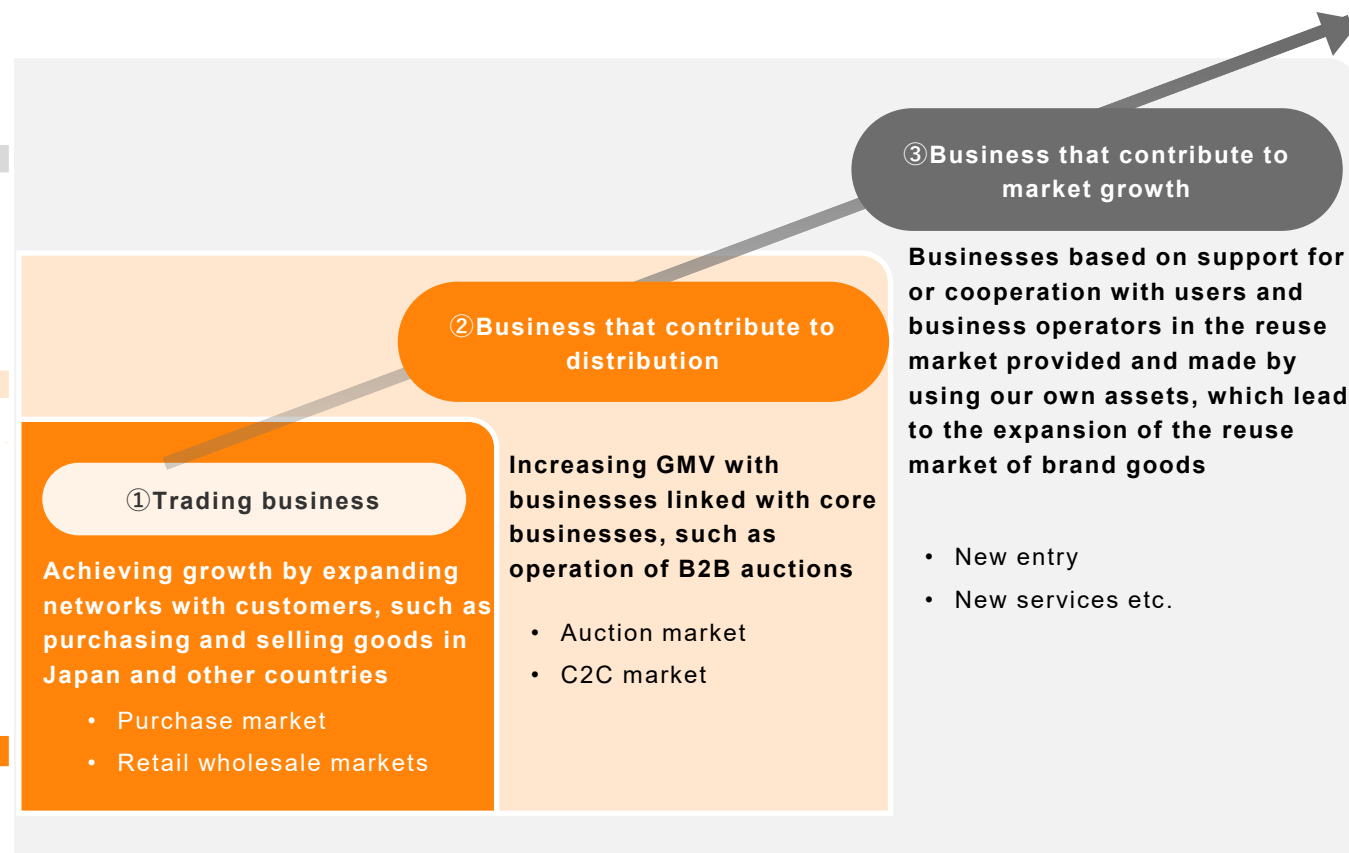 ①Trading business
Achieving growth by expanding
networks with customers, such as
purchasing and selling goods in
Japan and other countries
• Purchase market
• Retail wholesale markets
②Business that contribute to
distribution
Increasing GMV with
businesses linked with core
businesses, such as
operation of B2B auctions
• Auction market
• C2C market
③Business that contribute to
market growth
Businesses based on support for
or cooperation with users and
business operators in the reuse
market provided and made by
using our own assets, which lead
to the expansion of the reuse
market of brand goods
• New entry
• New services etc.